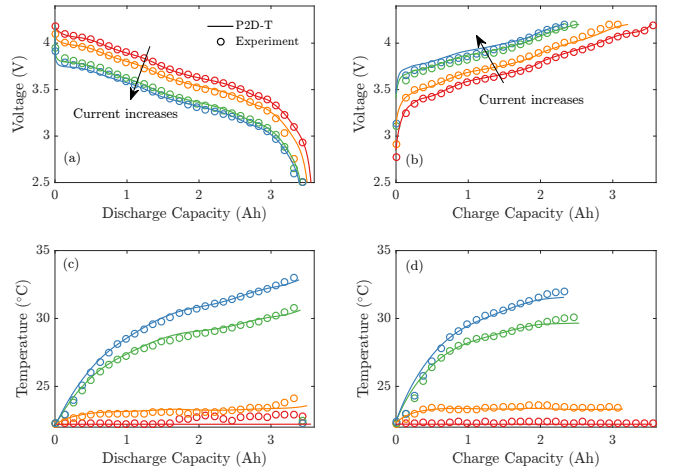 P2D-T
Experiment
Current increases
(a)
Voltage (V)
4
3.5
3
2.5
0
1
2
3
Discharge Capacity (Ah)
Current increases
(b)
Voltage (V)
4
3.5
3
2.5
0
1
2
3
Charge Capacity (Ah)
(c)
Temperature (°C)
35
30
25
0
1
2
3
Discharge Capacity (Ah)
(d)
Temperature (°C)
35
30
25
0
1
2
3
Charge Capacity (Ah)